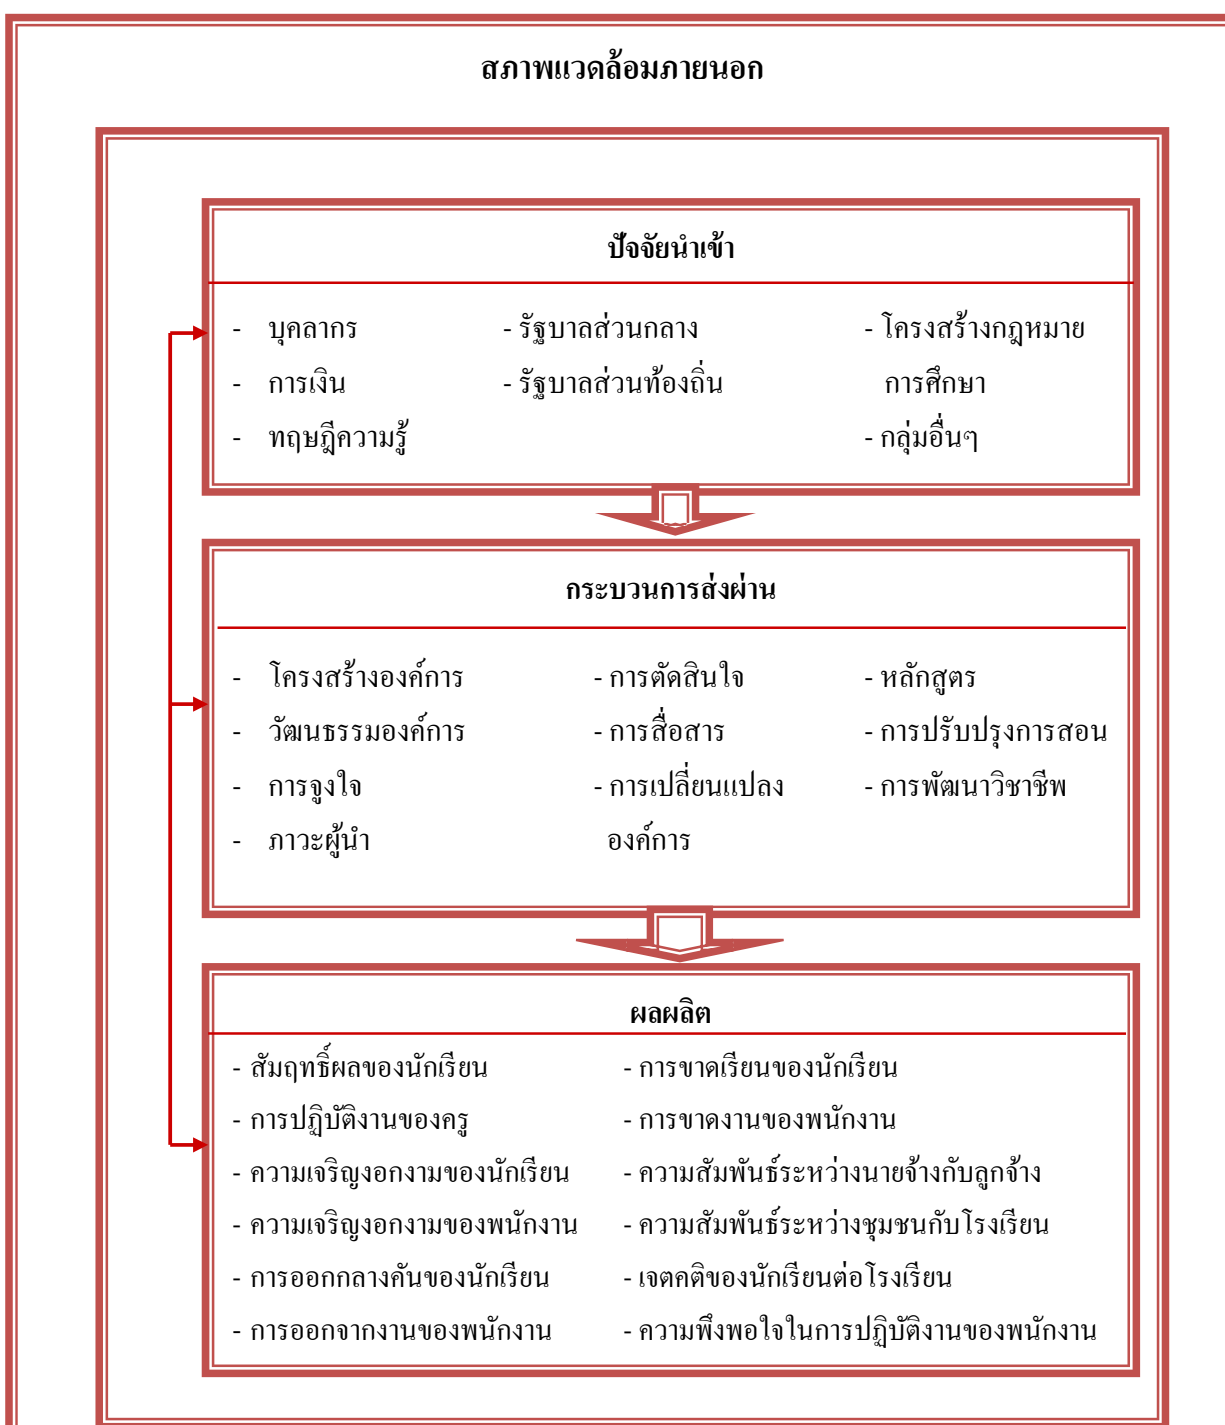 สภาพแวดล้อมภายนอก
ปัจจัยนำเข้า
- บุคลากร - รัฐบาลส่วนกลาง - โครงสร้างกฎหมาย
- การเงิน - รัฐบาลส่วนท้องถิ่น การศึกษา
- ทฤษฎีความรู้ - กลุ่มอื่นๆ
กระบวนการส่งผ่าน
- โครงสร้างองค์การ - การตัดสินใจ - หลักสูตร
- วัฒนธรรมองค์การ - การสื่อสาร - การปรับปรุงการสอน
- การจูงใจ - การเปลี่ยนแปลง - การพัฒนาวิชาชีพ
- ภาวะผู้นำ องค์การ
ผลผลิต
- สัมฤทธิ์ผลของนักเรียน - การขาดเรียนของนักเรียน
- การปฏิบัติงานของครู - การขาดงานของพนักงาน
- ความเจริญงอกงามของนักเรียน - ความสัมพันธ์ระหว่างนายจ้างกับลูกจ้าง
- ความเจริญงอกงามของพนักงาน - ความสัมพันธ์ระหว่างชุมชนกับโรงเรียน
- การออกกลางคันของนักเรียน - เจตคติของนักเรียนต่อโรงเรียน
- การออกจากงานของพนักงาน - ความพึงพอใจในการปฏิบัติงานของพนักงาน